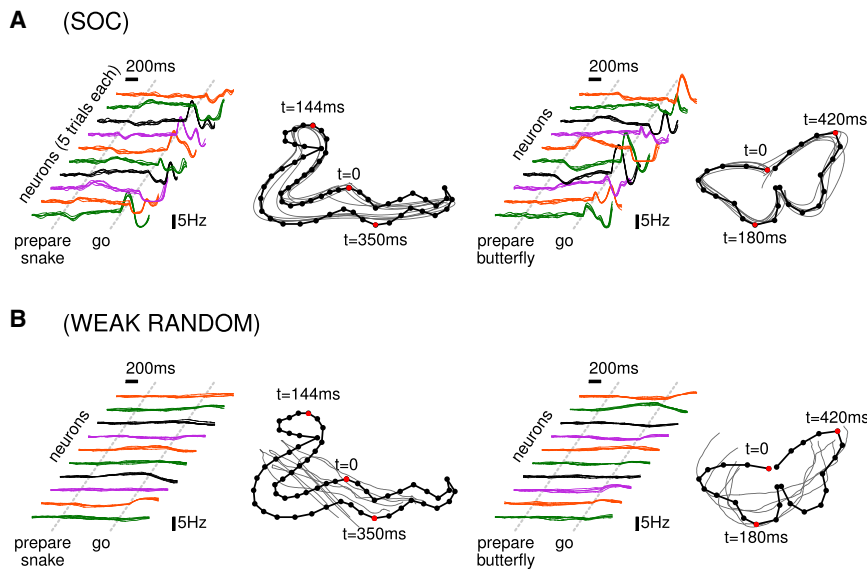 A (SOC)
200ms
neurons (5 trials each)
5Hz
prepare
snake
go
t=144ms
t=0
t=350ms
200ms
neurons
5Hz
prepare
butterfly
go
t=420ms
t=0
t=180ms
B (WEAK RANDOM)
200ms
neurons
5Hz
prepare
snake
go
t=144ms
t=0
t=350ms
200ms
neurons
5Hz
prepare
butterfly
go
t=420ms
t=0
t=180ms